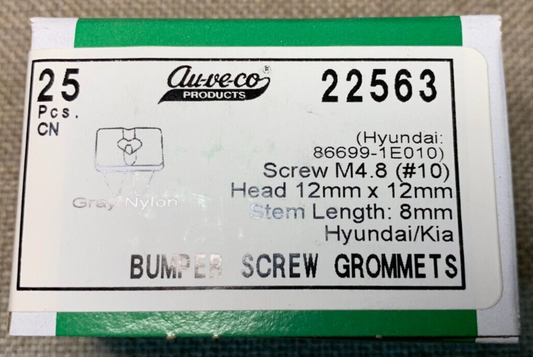 25
Pcs.
CN
au-ve-co®
PRODUCTS
22563
(Hyundai:
86699-1E010)
Screw M4.8 (#10)
Head 12mm x 12mm
Gray Nylon
Stem Length: 8mm
Hyundai/Kia
BUMPER SCREW GROMMETS